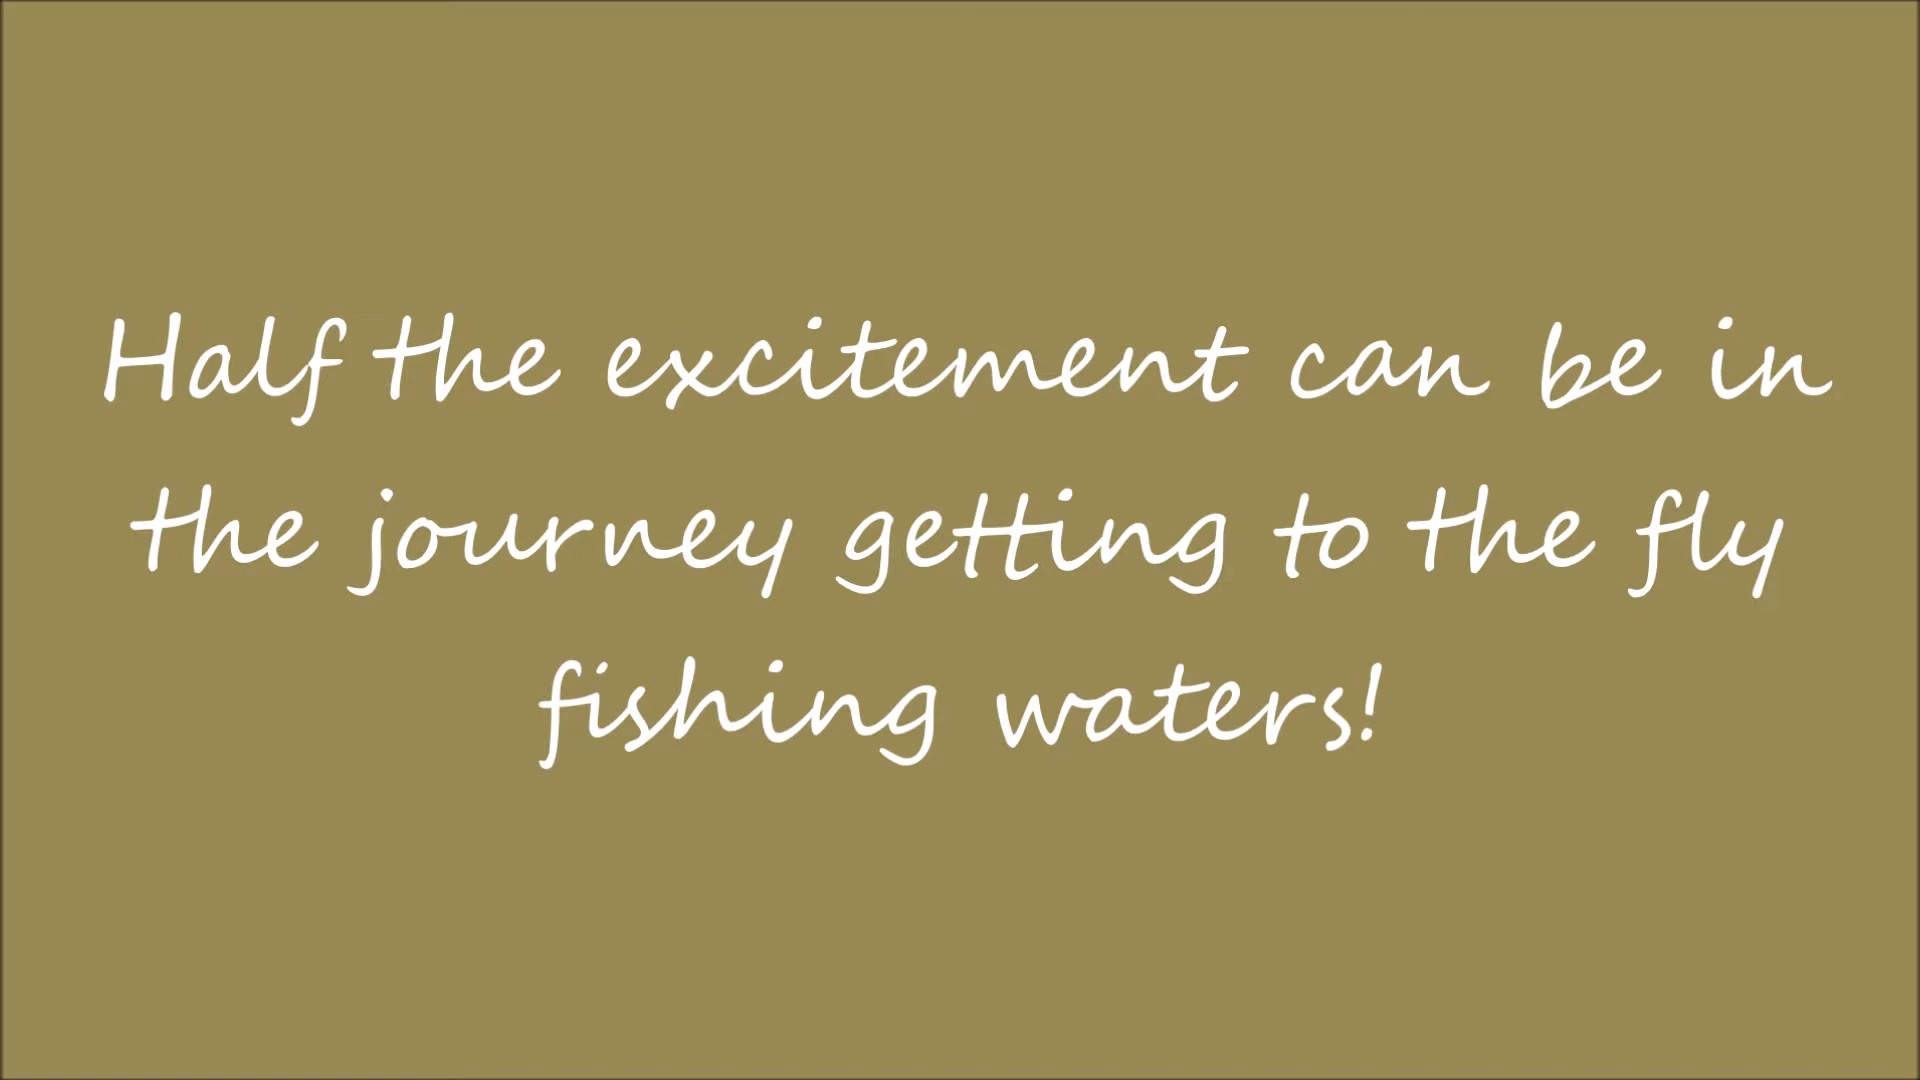 Half the excitement can be in
the journey getting to the fly
fishing waters!